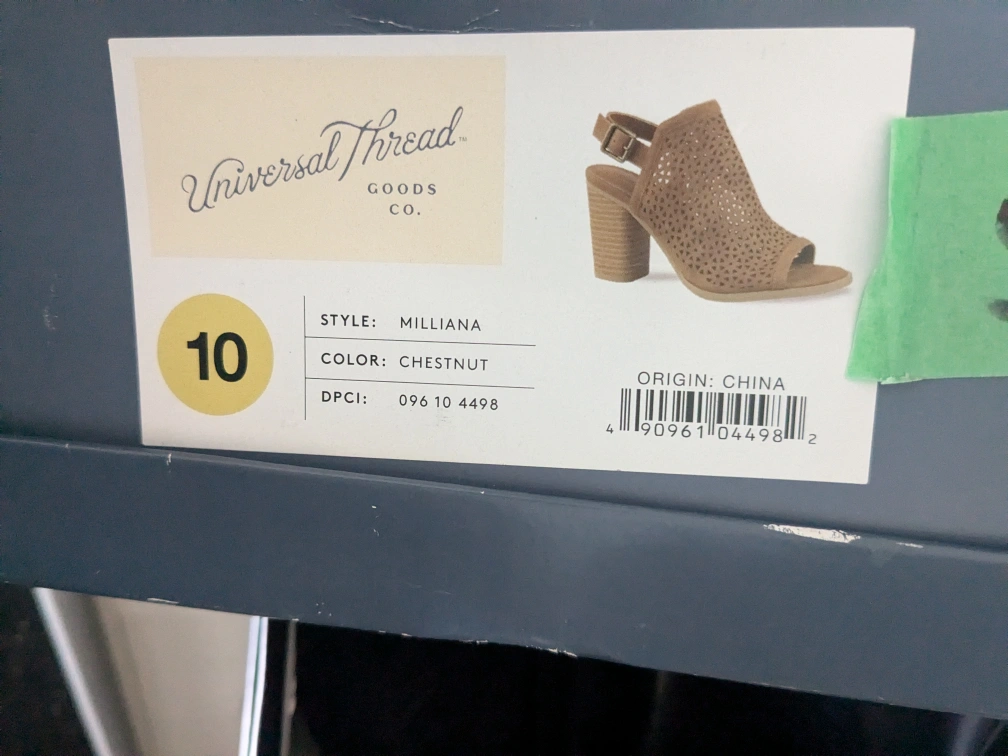 Universal Thread™
GOODS
CO.
10
STYLE: MILLIANA
COLOR: CHESTNUT
DPCI: 096 10 4498
ORIGIN: CHINA
4 90961 04498 2